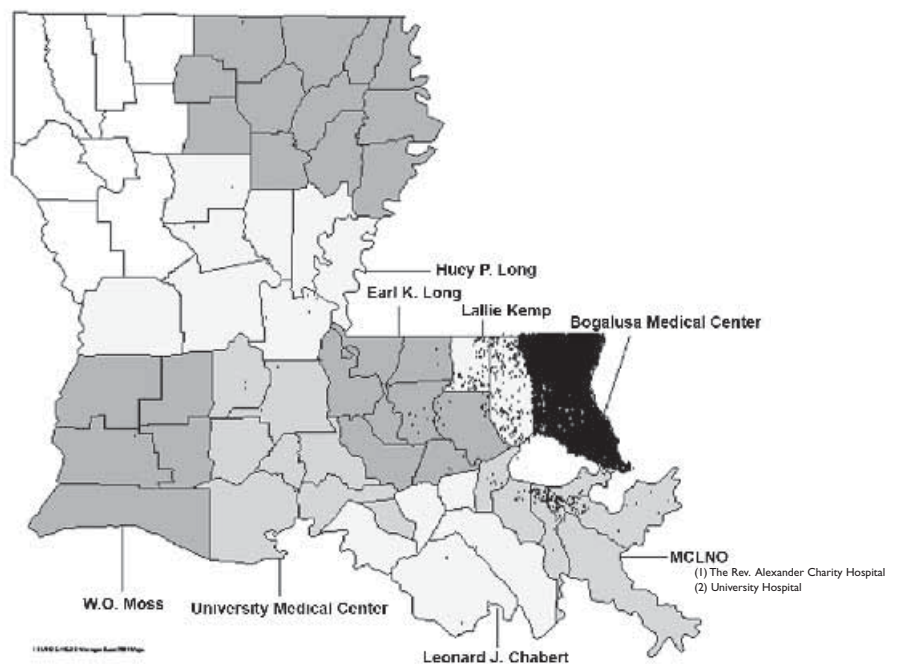 Huey P. Long
Earl K. Long
Lallie Kemp
Bogalusa Medical Center
MCLNO
(1) The Rev. Alexander Charity Hospital
(2) University Hospital
W.O. Moss
University Medical Center
Leonard J. Chabert